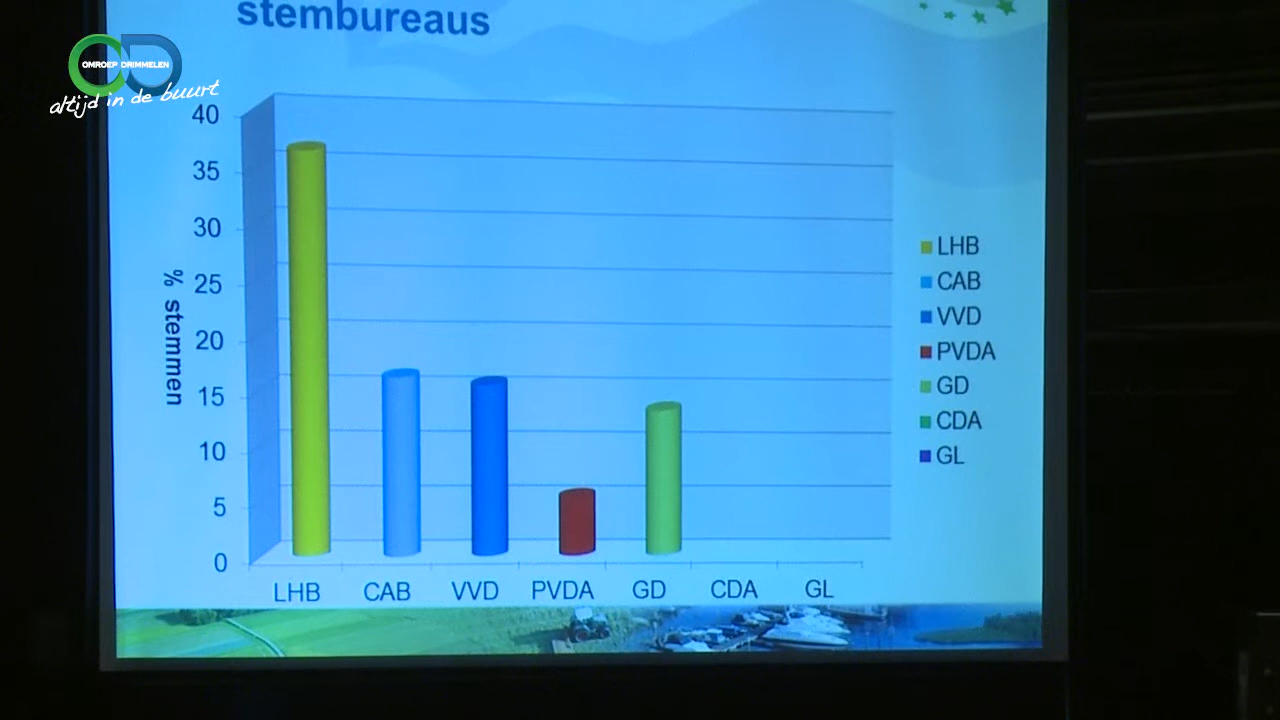 stembureaus
OMROEP DRIMMELEN
altijd in de buurt
40
35
30
25
20
15
10
5
0
% stemmen
LHB
CAB
VVD
PVDA
GD
CDA
GL
LHB CAB VVD PVDA GD CDA GL